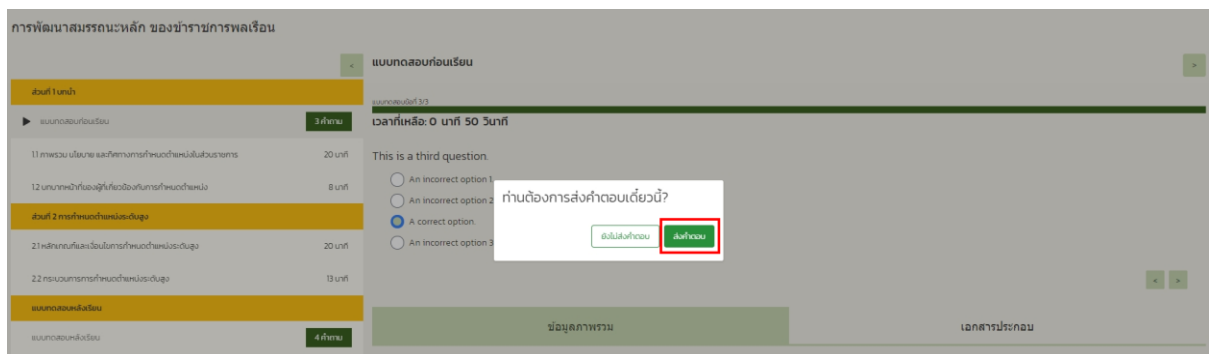 การพัฒนาสมรรถนะหลัก ของข้าราชการพลเรือน
<
แบบทดสอบก่อนเรียน
>
ส่วนที่ 1 บทนำ
แบบทดสอบข้อที่ 3/3
แบบทดสอบก่อนเรียน
3 คำถาม
เวลาที่เหลือ: 0 นาที 50 วินาที
1.1 ภาพรวม นโยบาย และทิศทางการกำหนดตำแหน่งในส่วนราชการ
20 นาที
This is a third question.
An incorrect option 1
1.2 บทบาทหน้าที่ของผู้ที่เกี่ยวข้องกับการกำหนดตำแหน่ง
8 นาที
An incorrect option 2
ท่านต้องการส่งคำตอบเดี๋ยวนี้?
ส่วนที่ 2 การกำหนดตำแหน่งระดับสูง
A correct option.
ยังไม่ส่งคำตอบ
ส่งคำตอบ
2.1 หลักเกณฑ์และเงื่อนไขการกำหนดตำแหน่งระดับสูง
20 นาที
An incorrect option 3
2.2 กระบวนการการกำหนดตำแหน่งระดับสูง
13 นาที
< >
แบบทดสอบหลังเรียน
ข้อมูลภาพรวม
เอกสารประกอบ
แบบทดสอบหลังเรียน
4 คำถาม